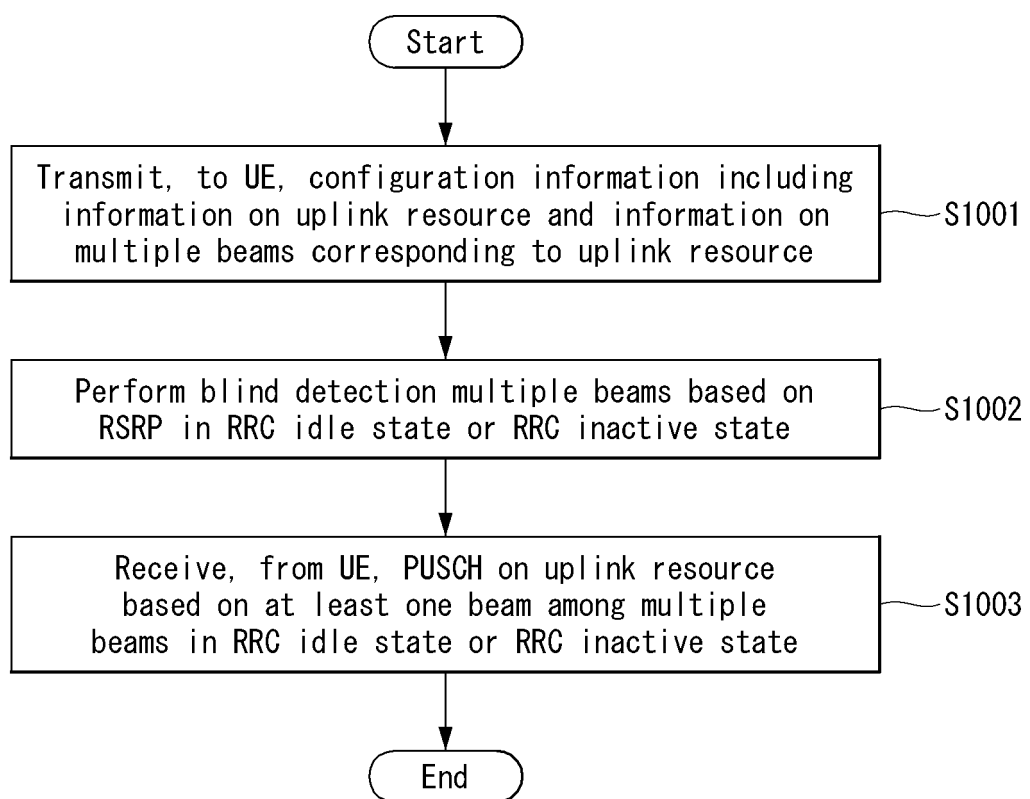 Start
Transmit, to UE, configuration information including
information on uplink resource and information on
multiple beams corresponding to uplink resource
S1001
Perform blind detection multiple beams based on
RSRP in RRC idle state or RRC inactive state
S1002
Receive, from UE, PUSCH on uplink resource
based on at least one beam among multiple
beams in RRC idle state or RRC inactive state
S1003
End